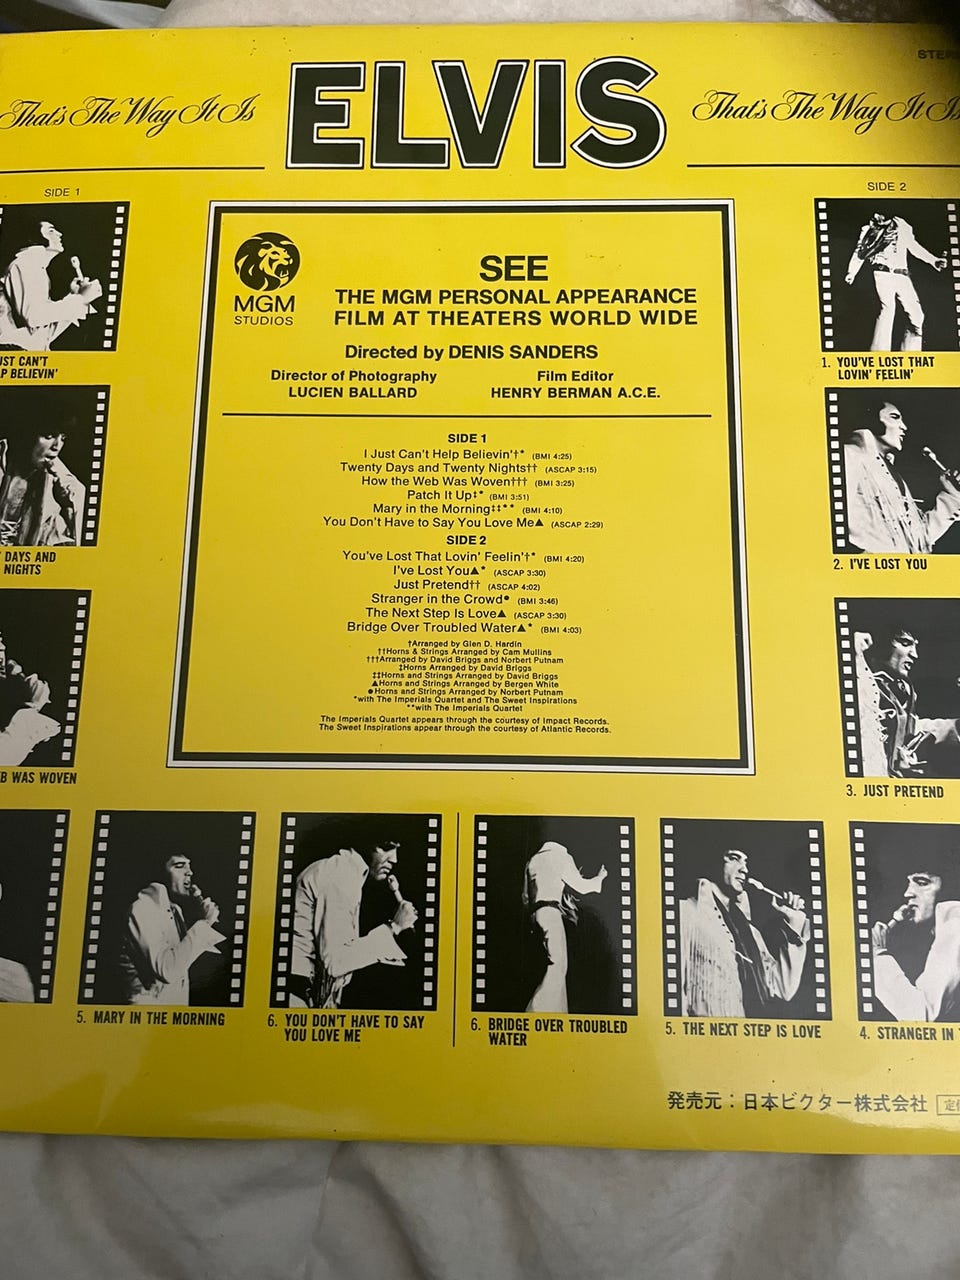 STERE
ELVIS
That's The Way It Is
That's The Way It Is
SIDE 1
SIDE 2
MGM
STUDIOS
SEE
THE MGM PERSONAL APPEARANCE
FILM AT THEATERS WORLD WIDE
Directed by DENIS SANDERS
Director of Photography
LUCIEN BALLARD
Film Editor
HENRY BERMAN A.C.E.
SIDE 1
I Just Can't Help Believin'†* (BMI 4:25)
Twenty Days and Twenty Nights†† (ASCAP 3:15)
How the Web Was Woven††† (BMI 3:25)
Patch It Up‡* (BMI 3:51)
Mary in the Morning‡‡** (BMI 4:10)
You Don't Have to Say You Love Me▲ (ASCAP 2:29)
SIDE 2
You've Lost That Lovin' Feelin'†* (BMI 4:20)
I've Lost You▲* (ASCAP 3:30)
Just Pretend†† (ASCAP 4:02)
Stranger in the Crowd● (BMI 3:46)
The Next Step Is Love▲ (ASCAP 3:30)
Bridge Over Troubled Water▲* (BMI 4:03)
†Arranged by Glen D. Hardin
††Horns & Strings Arranged by Cam Mullins
†††Arranged by David Briggs and Norbert Putnam
‡Horns Arranged by David Briggs
‡‡Horns and Strings Arranged by David Briggs
▲Horns and Strings Arranged by Bergen White
●Horns and Strings Arranged by Norbert Putnam
*with The Imperials Quartet and The Sweet Inspirations
**with The Imperials Quartet
The Imperials Quartet appears through the courtesy of Impact Records.
The Sweet Inspirations appear through the courtesy of Atlantic Records.
UST CAN'T
P BELIEVIN'
DAYS AND
NIGHTS
EB WAS WOVEN
5. MARY IN THE MORNING
6. YOU DON'T HAVE TO SAY
YOU LOVE ME
1. YOU'VE LOST THAT
LOVIN' FEELIN'
2. I'VE LOST YOU
3. JUST PRETEND
6. BRIDGE OVER TROUBLED
WATER
5. THE NEXT STEP IS LOVE
4. STRANGER IN
発売元：日本ビクター株式会社
定